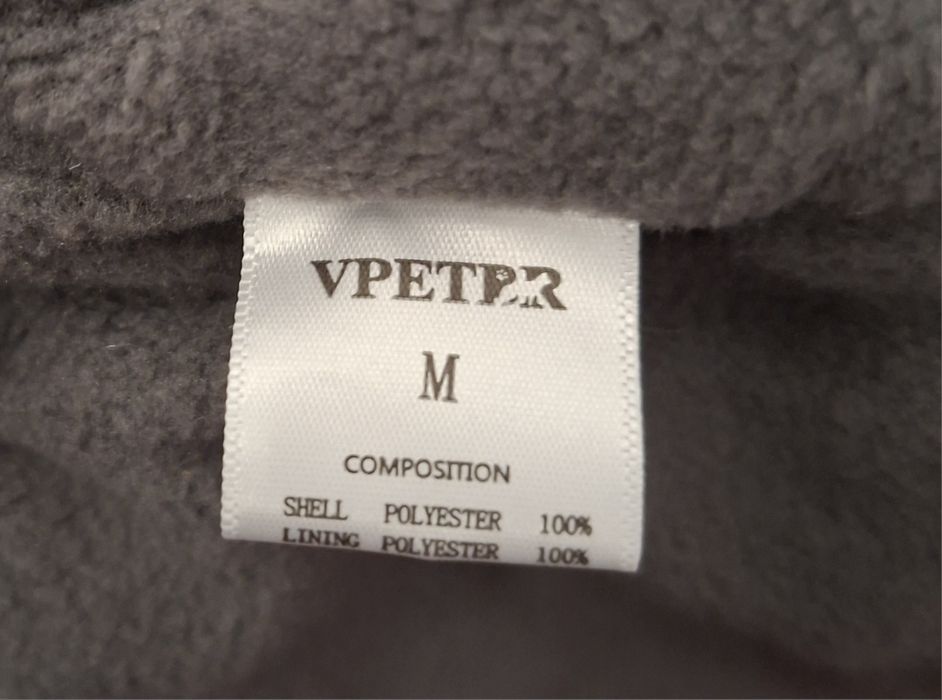 VPETER
M
COMPOSITION
SHELL POLYESTER 100%
LINING POLYESTER 100%